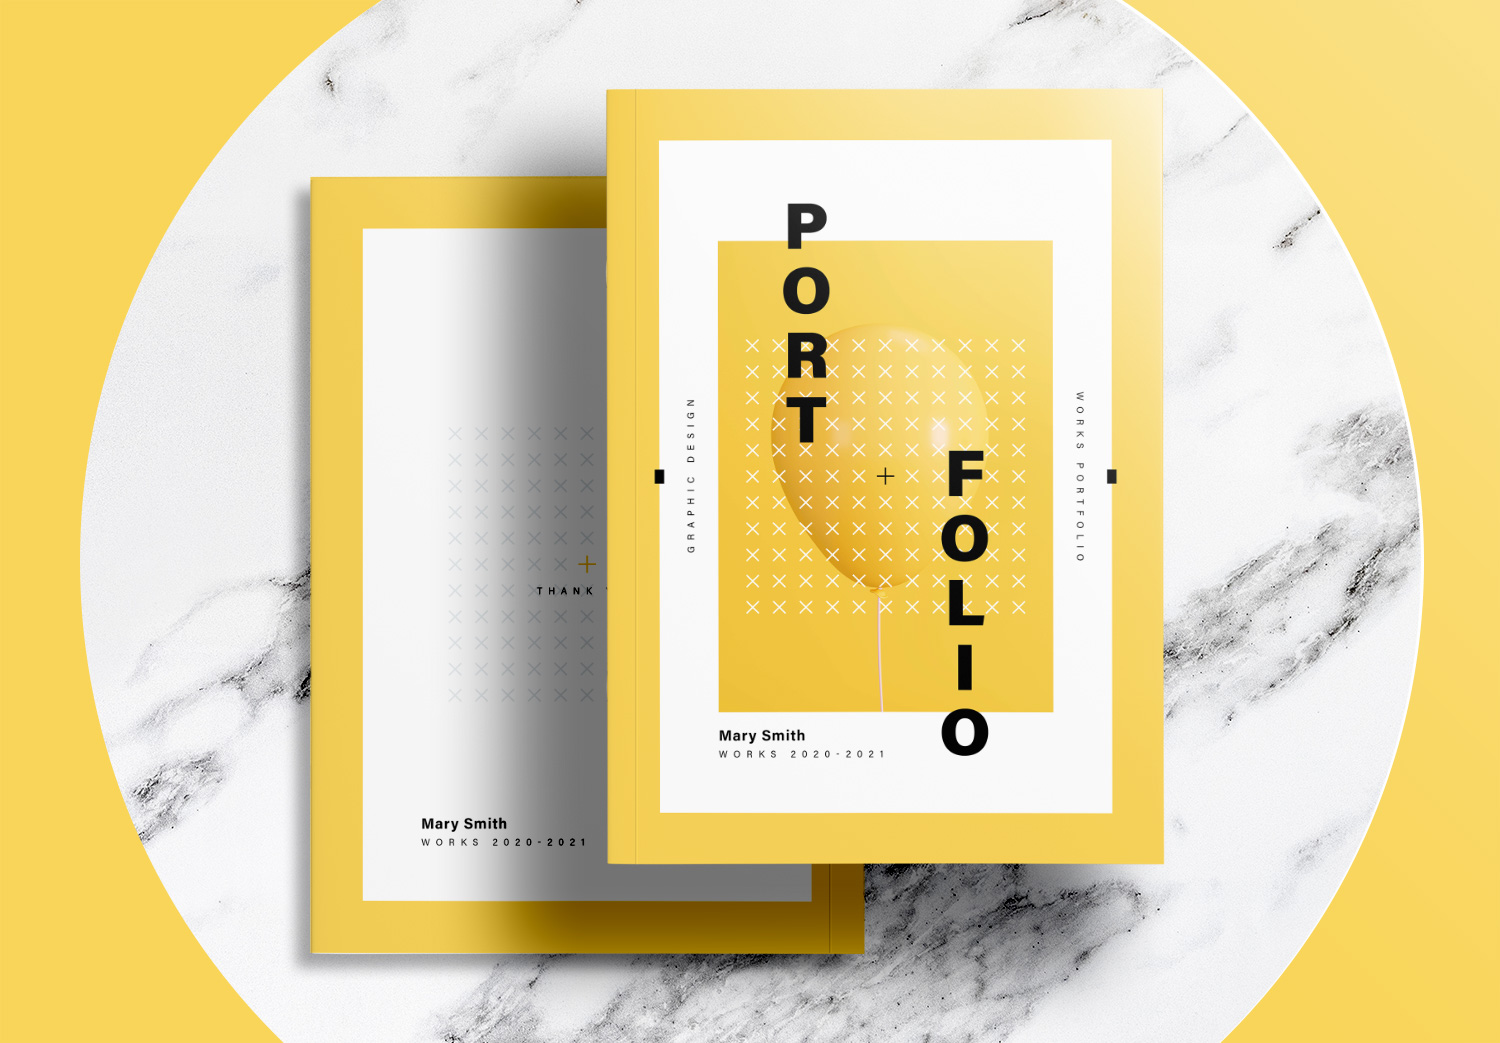 PORT
FOLIO
GRAPHIC DESIGN
WORKS PORTFOLIO
Mary Smith
WORKS 2020-2021
THANK
Mary Smith
WORKS 2020-2021